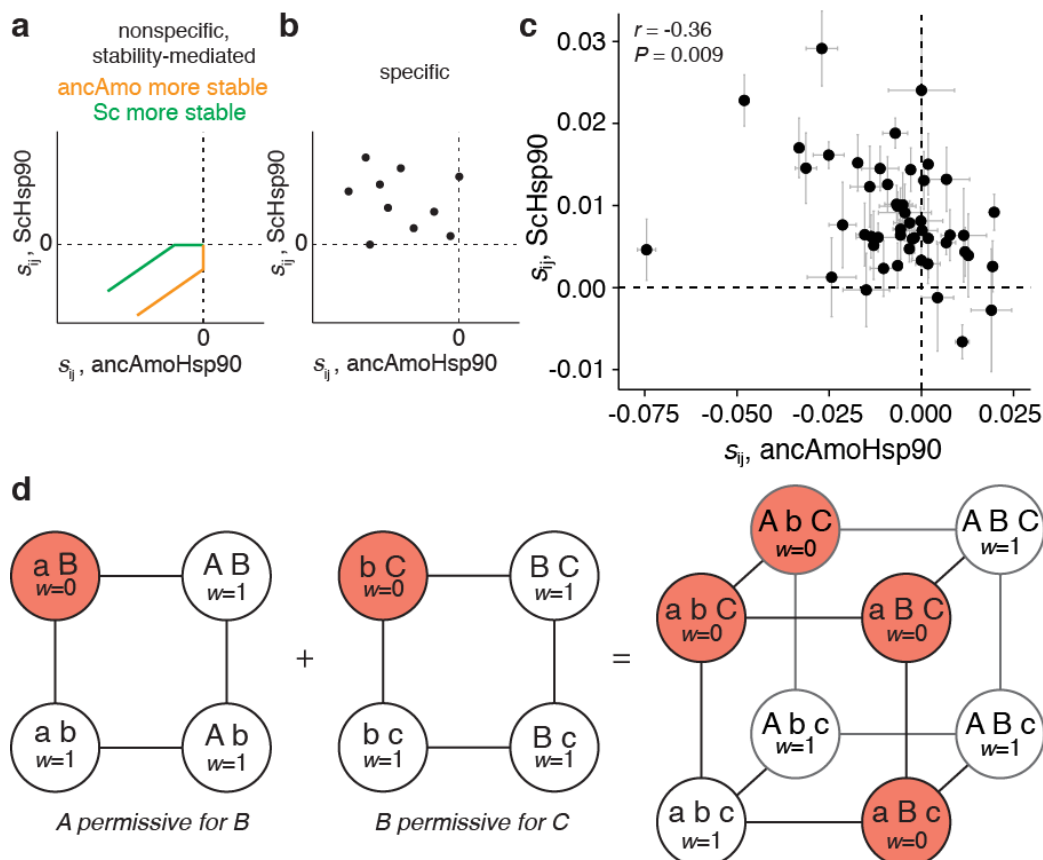 a
nonspecific,
stability-mediated
ancAmo more stable
Sc more stable
s_ij, ScHsp90
0
0
s_ij, ancAmoHsp90
b
specific
s_ij, ScHsp90
0
0
s_ij, ancAmoHsp90
c
r = -0.36
P = 0.009
s_ij, ScHsp90
0.03
0.02
0.01
0.00
-0.01
-0.075 -0.050 -0.025 0.000 0.025
s_ij, ancAmoHsp90
d
a B
w=0
A B
w=1
a b
w=1
A b
w=1
A permissive for B
+
b C
w=0
B C
w=1
b c
w=1
B c
w=1
B permissive for C
=
A b C
w=0
A B C
w=1
a b C
w=0
a B C
w=0
A b c
w=1
A B c
w=1
a b c
w=1
a B c
w=0